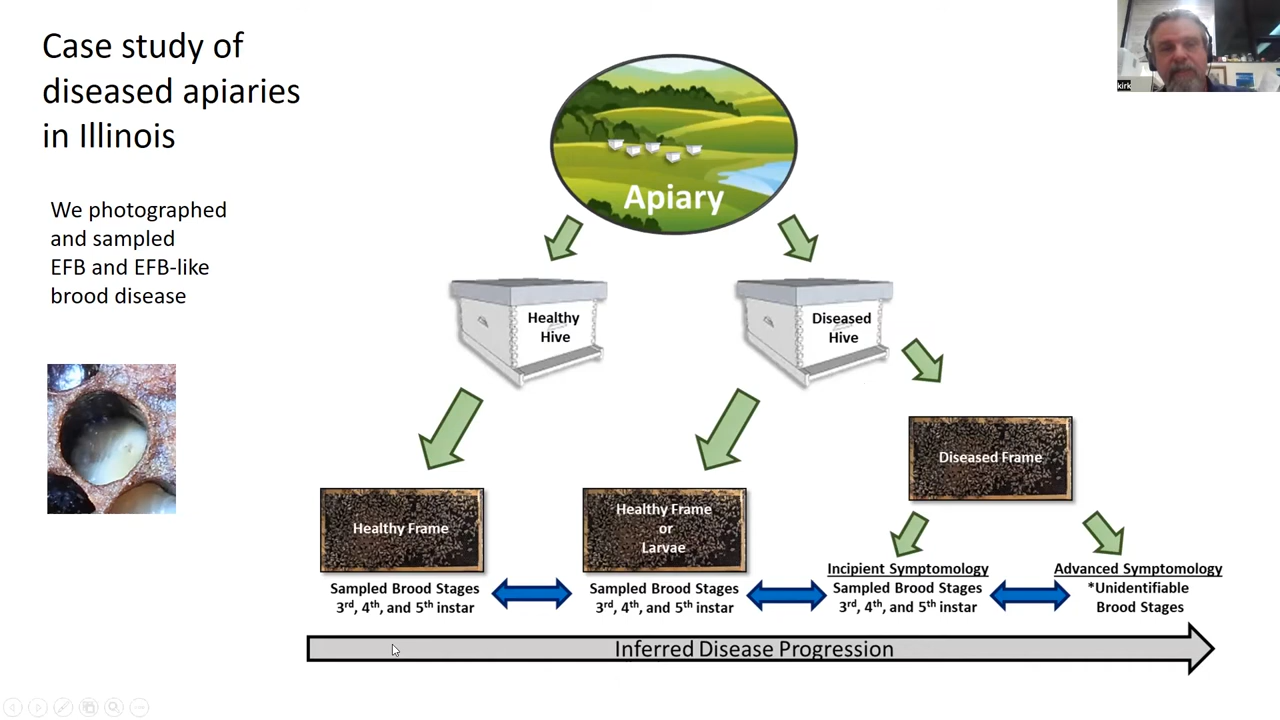 Case study of
diseased apiaries
in Illinois
We photographed
and sampled
EFB and EFB-like
brood disease
kirk
Apiary
Healthy
Hive
Diseased
Hive
Diseased Frame
Healthy Frame
Healthy Frame
or
Larvae
Sampled Brood Stages
3rd, 4th, and 5th instar
Sampled Brood Stages
3rd, 4th, and 5th instar
Incipient Symptomology
Sampled Brood Stages
3rd, 4th, and 5th instar
Advanced Symptomology
*Unidentifiable
Brood Stages
Inferred Disease Progression